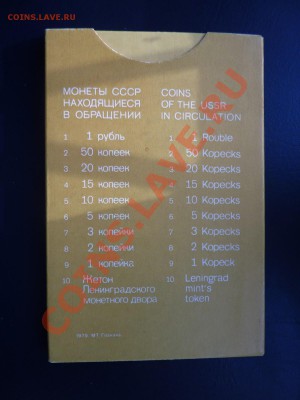 COINS.LAVE.RU
МОНЕТЫ СССР
НАХОДЯЩИЕСЯ
В ОБРАЩЕНИИ
1 1 рубль
2 50 копеек
3 20 копеек
4 15 копеек
5 10 копеек
6 5 копеек
7 3 копейки
8 2 копейки
9 1 копейка
10 Жетон
Ленинградского
монетного двора
COINS
OF THE USSR
IN CIRCULATION
1 1 Rouble
2 50 Kopecks
3 20 Kopecks
4 15 Kopecks
5 10 Kopecks
6 5 Kopecks
7 3 Kopecks
8 2 Kopecks
9 1 Kopeck
10 Leningrad
mint's
token
COINS.LAVE.RU